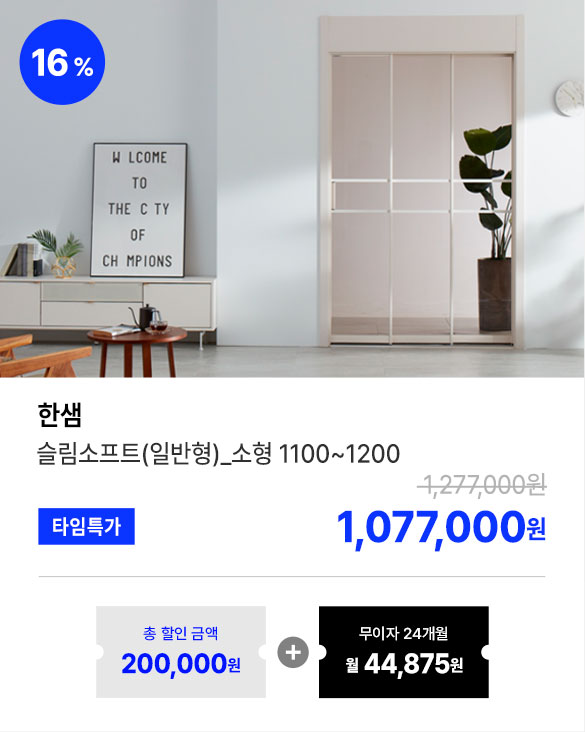 16 %
W LCOME
TO
THE C TY
OF
CH MPIONS
한샘
슬림소프트(일반형)_소형 1100~1200
1,277,000원
타임특가
1,077,000원
총 할인 금액
200,000원
+
무이자 24개월
월 44,875원